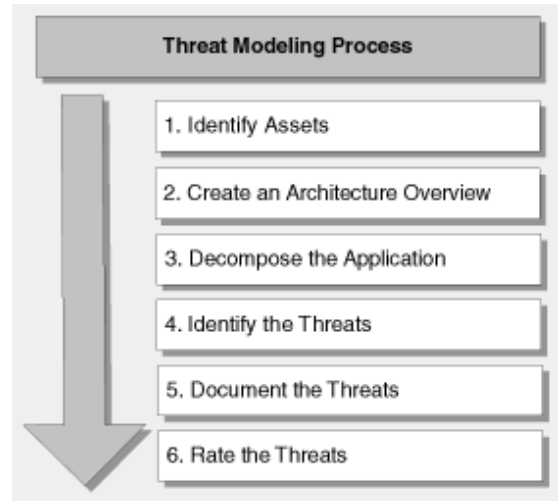 Threat Modeling Process
1. Identify Assets
2. Create an Architecture Overview
3. Decompose the Application
4. Identify the Threats
5. Document the Threats
6. Rate the Threats